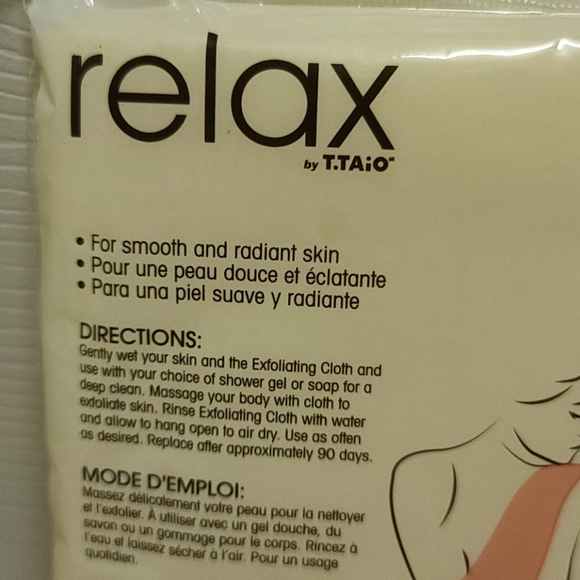 relax
by T.TAiO
• For smooth and radiant skin
• Pour une peau douce et éclatante
• Para una piel suave y radiante
DIRECTIONS:
Gently wet your skin and the Exfoliating Cloth and
use with your choice of shower gel or soap for a
deep clean. Massage your body with cloth to
exfoliate skin. Rinse Exfoliating Cloth with water
and allow to hang open to air dry. Use as often
as desired. Replace after approximately 90 days.
MODE D'EMPLOI:
Massez délicatement votre peau pour la nettoyer
et l'exfolier. À utiliser avec un gel douche, du
savon ou un gommage pour le corps. Rincez à
l'eau et laissez sécher à l'air. Pour un usage
quotidien.